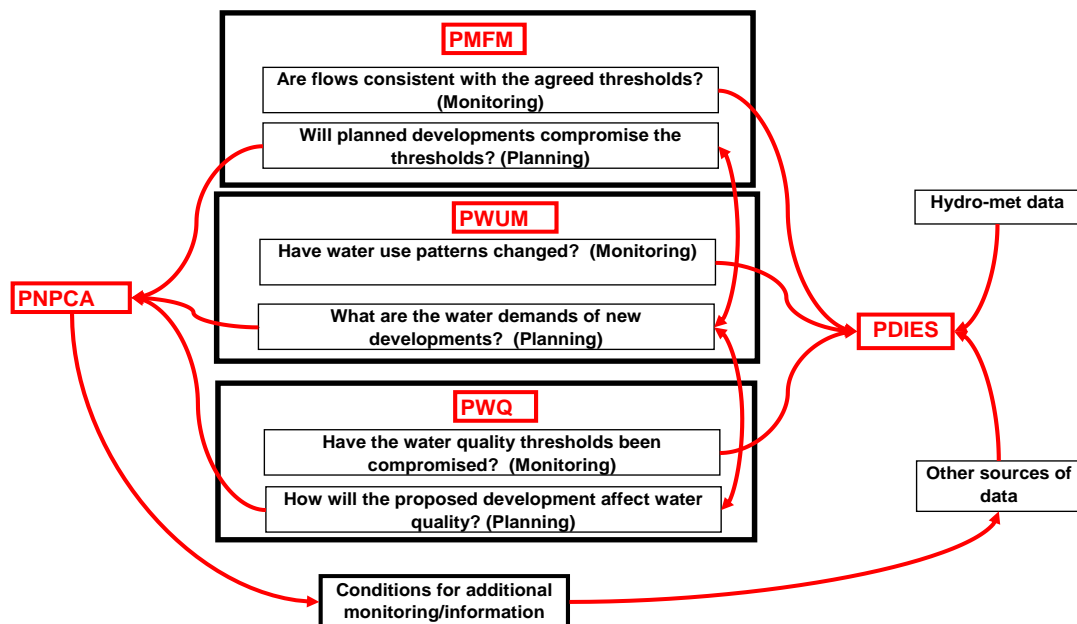 PMFM
Are flows consistent with the agreed thresholds?
(Monitoring)
Will planned developments compromise the
thresholds? (Planning)
PWUM
Have water use patterns changed?  (Monitoring)
What are the water demands of new
developments?  (Planning)
PWQ
Have the water quality thresholds been
compromised?  (Monitoring)
How will the proposed development affect water
quality? (Planning)
PNPCA
Conditions for additional
monitoring/information
Hydro-met data
PDIES
Other sources of
data